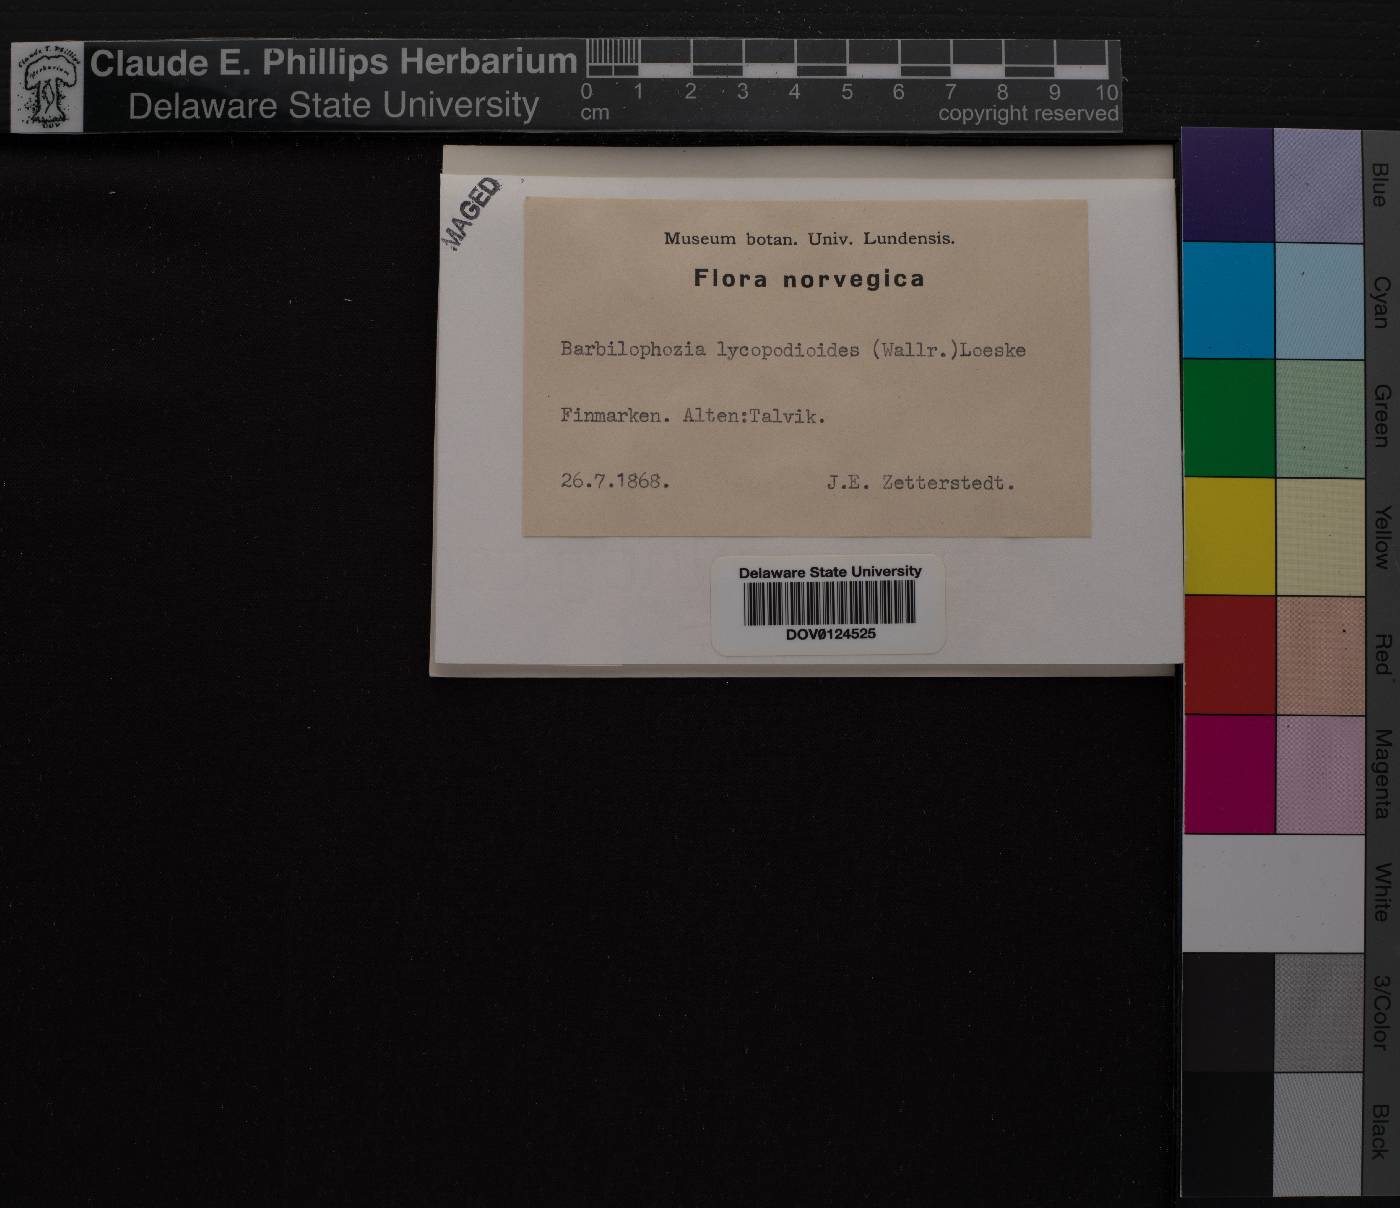 Claude E. Phillips Herbarium
Delaware State University
0 1 2 3 4 5 6 7 8 9 10
cm
copyright reserved
MAGED
Museum botan. Univ. Lundensis.
Flora norvegica
Barbilophozia lycopodioides (Wallr.)Loeske
Finmarken. Alten:Talvik.
26.7.1868. J.E. Zetterstedt.
Delaware State University
DOV0124525
Blue
Cyan
Green
Yellow
Red
Magenta
White
3/Color
Black